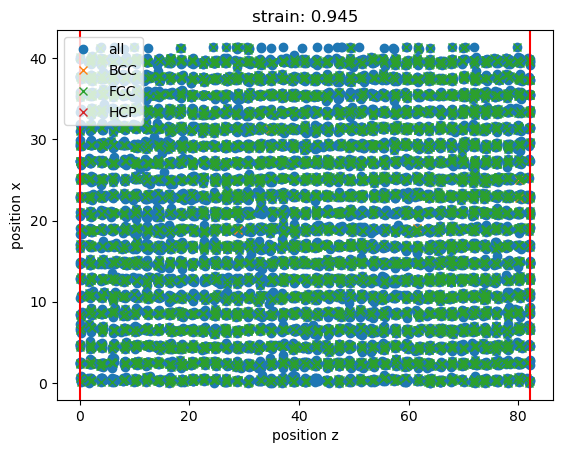 strain: 0.945
all
BCC
FCC
HCP
40
30
20
10
0
position x
0
20
40
60
80
position z